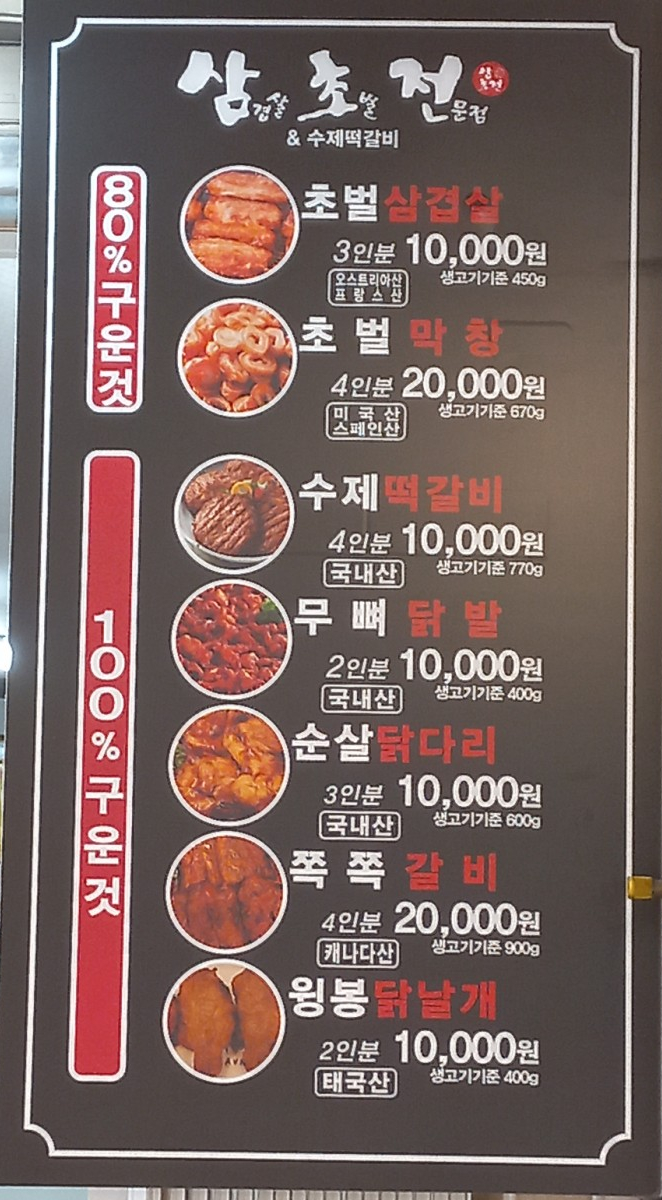 삼겹살 초벌 전문점
삼초전
& 수제떡갈비
80% 구운것
초벌삼겹살
3인분 10,000원
오스트리아산
프랑스산
생고기기준 450g
초벌 막창
4인분 20,000원
미국산
스페인산
생고기기준 670g
100% 구운것
수제떡갈비
4인분 10,000원
국내산
생고기기준 770g
무뼈 닭발
2인분 10,000원
국내산
생고기기준 400g
순살닭다리
3인분 10,000원
국내산
생고기기준 600g
쪽쪽 갈비
4인분 20,000원
캐나다산
생고기기준 900g
윙봉닭날개
2인분 10,000원
태국산
생고기기준 400g